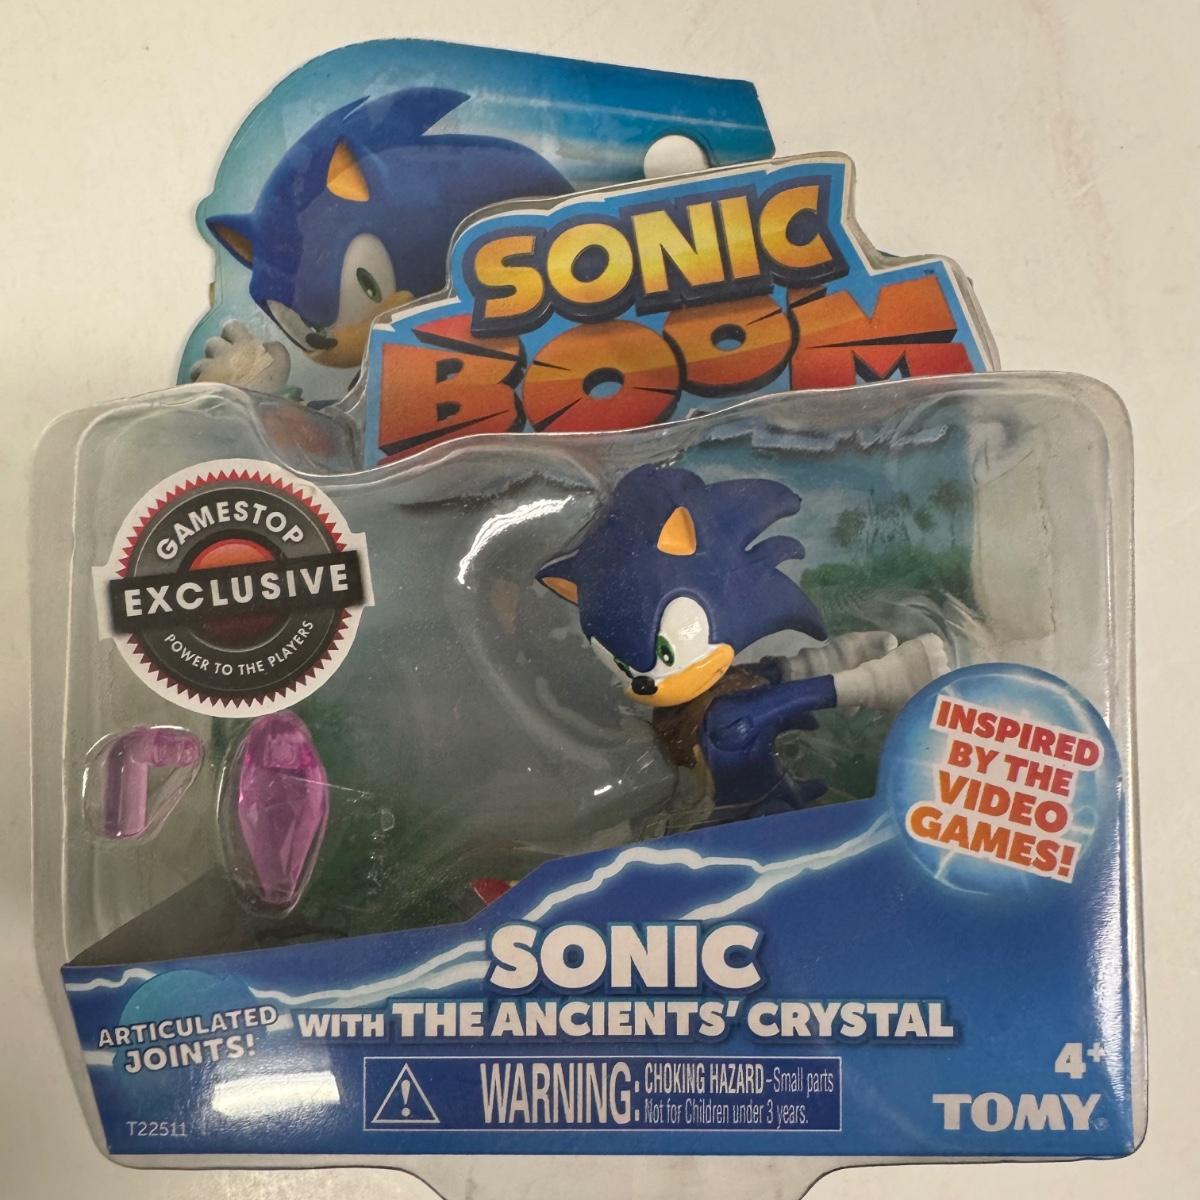 SONIC
BOOM
™
GAMESTOP
EXCLUSIVE
POWER TO THE PLAYERS
INSPIRED
BY THE
VIDEO
GAMES!
SONIC
WITH THE ANCIENTS' CRYSTAL
ARTICULATED
JOINTS!
WARNING: CHOKING HAZARD-Small parts
Not for Children under 3 years.
4+
TOMY®
T22511